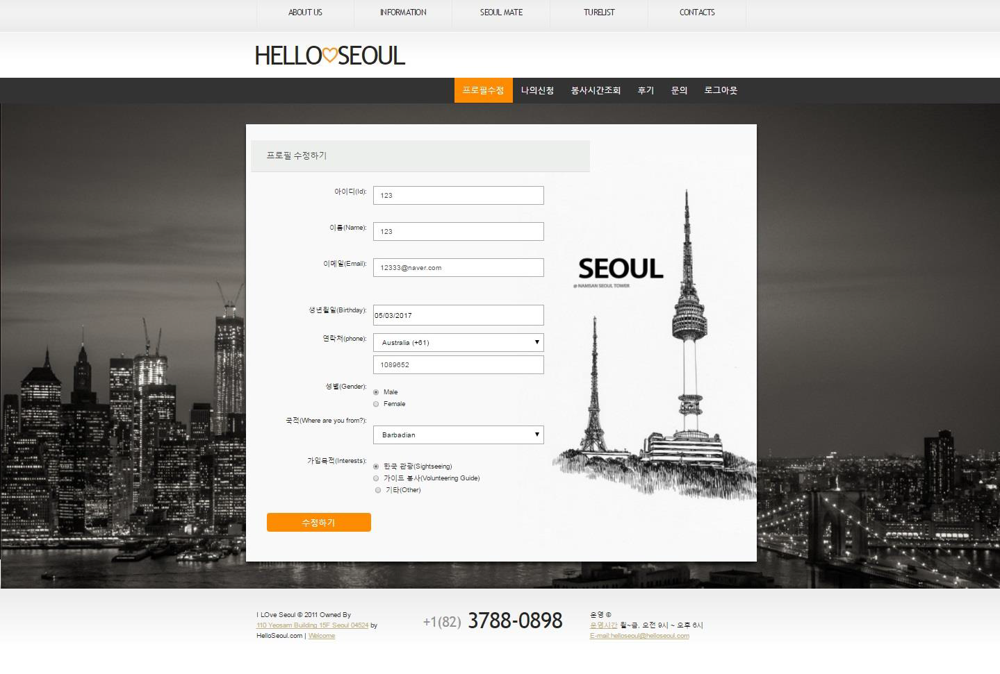 ABOUT US INFORMATION SEOUL MATE TURELIST CONTACTS
HELLO♡SEOUL
프로필수정 나의신청 봉사시간조회 후기 문의 로그아웃
프로필 수정하기
아이디(Id): 123
이름(Name): 123
이메일(Email): 12333@naver.com
SEOUL
@ NAMSAN SEOUL TOWER
생년월일(Birthday): 05/03/2017
연락처(phone): Australia (+61)
1089652
성별(Gender): Male
Female
국적(Where are you from?):
Barbadian
가입목적(Interests): 한국 관광(Sightseeing)
가이드 봉사(Volunteering Guide)
기타(Other)
수정하기
I LOve Seoul © 2011 Owned By
110 Yeosam Building 15F Seoul 04524 by
HelloSeoul.com | Welcome
+1(82) 3788-0898
운영 ©
운영시간 월~금, 오전 9시 ~ 오후 6시
E-mail:helloseoul@helloseoul.com